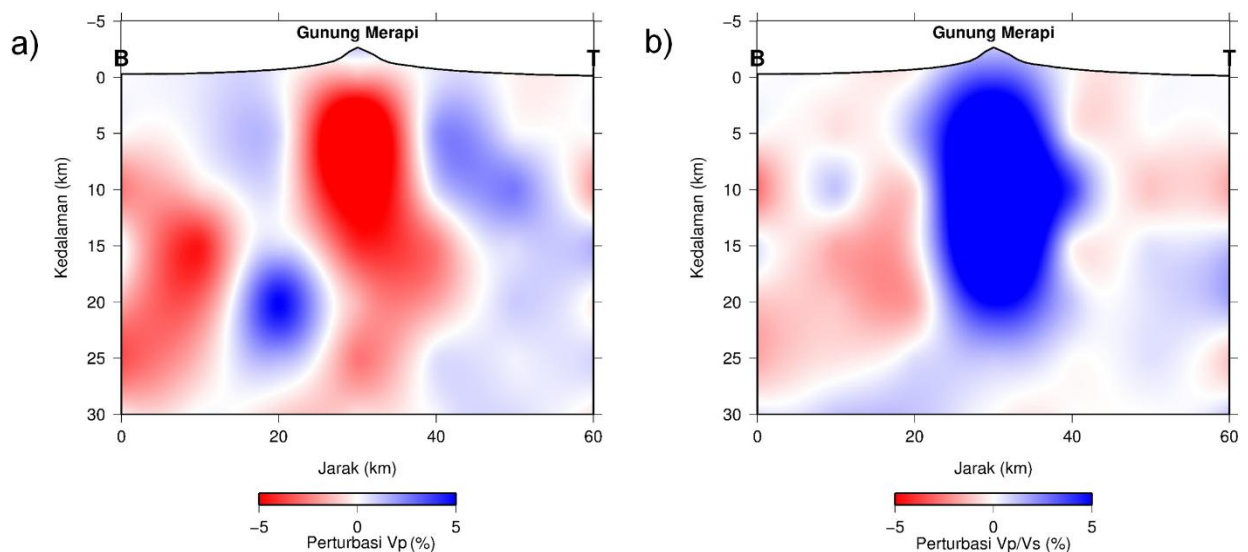 a)
Gunung Merapi
B
−5
0
5
10
15
20
25
30
Kedalaman (km)
0 20 40 60
Jarak (km)
−5 0 5
Perturbasi Vp (%)
b)
Gunung Merapi
B T
−5
0
5
10
15
20
25
30
Kedalaman (km)
0 20 40 60
Jarak (km)
−5 0 5
Perturbasi Vp/Vs (%)
T